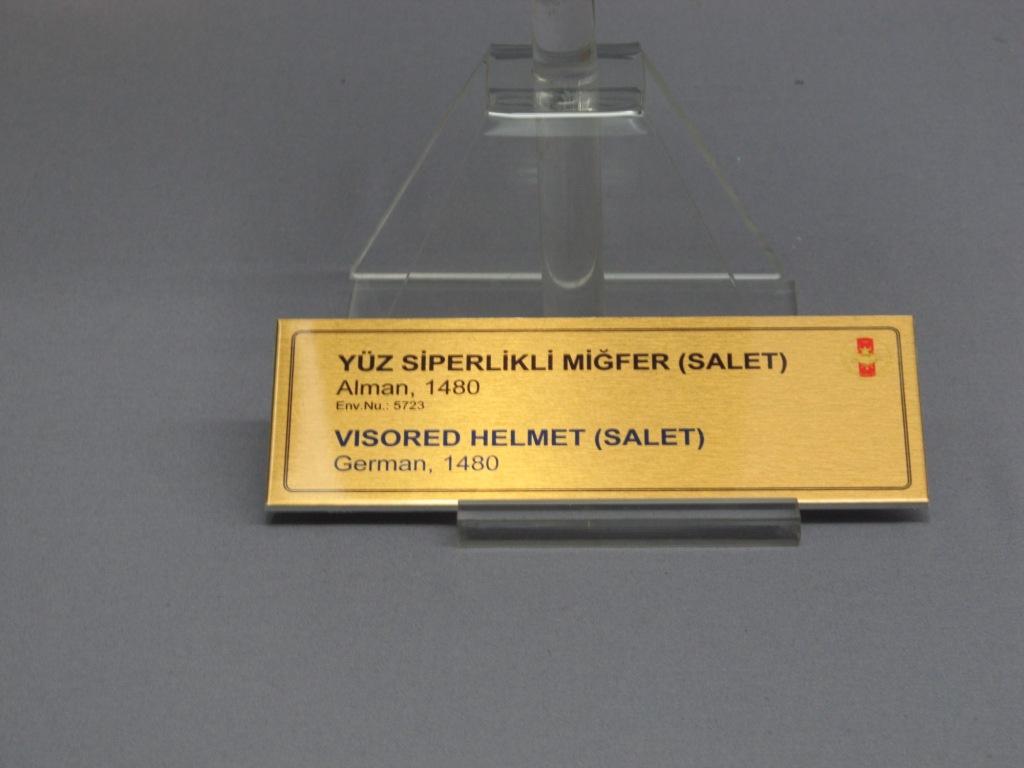 YÜZ SİPERLİKLİ MİĞFER (SALET)
Alman, 1480
Env.Nu.: 5723
VISORED HELMET (SALET)
German, 1480